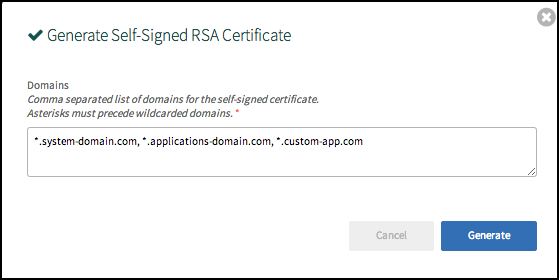 Generate Self-Signed RSA Certificate
Domains
Comma separated list of domains for the self-signed certificate.
Asterisks must precede wildcarded domains. *
*.system-domain.com, *.applications-domain.com, *.custom-app.com
Cancel
Generate